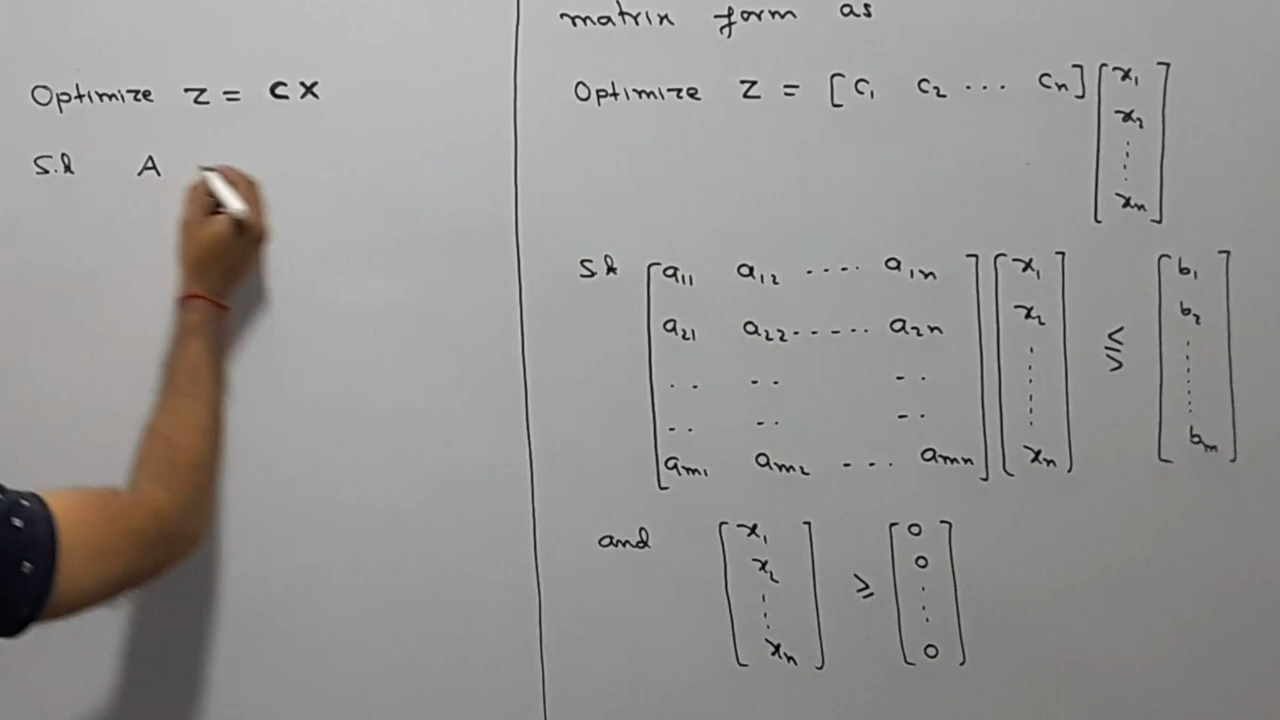 Optimize Z = CX
S.t A
matrix form as
Optimize Z = [C₁ C₂ ... Cₙ] [x₁
x₂
⋮
xₙ]
St [a₁₁ a₁₂ .... a₁ₙ] [x₁] [b₁]
a₂₁ a₂₂ ...... a₂ₙ x₂ ≤ b₂
.. .. .. ⋮ = ⋮
.. .. .. ⋮ > ⋮
aₘ₁ aₘ₂ ... aₘₙ xₙ bₘ
and [x₁] [0]
x₂ ≥ 0
⋮ ⋮
xₙ 0